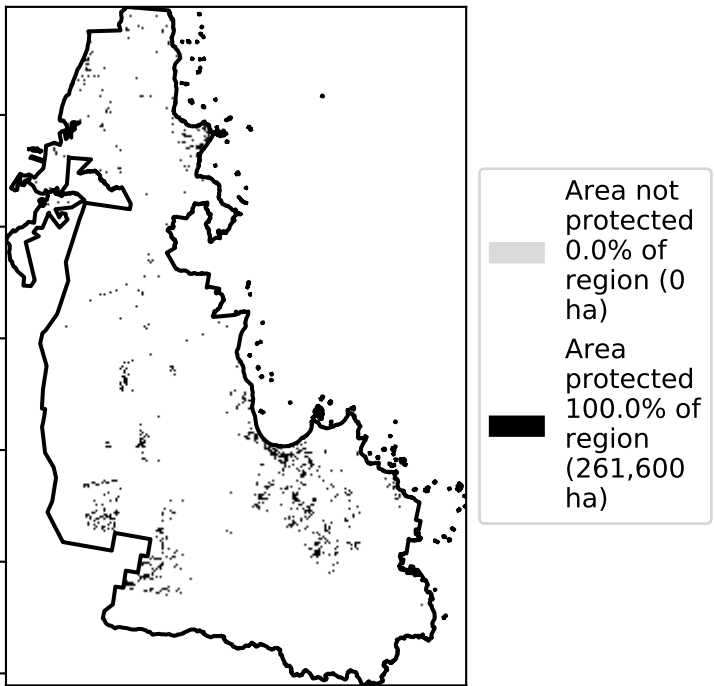 Area not
protected
0.0% of
region (0
ha)
Area
protected
100.0% of
region
(261,600
ha)